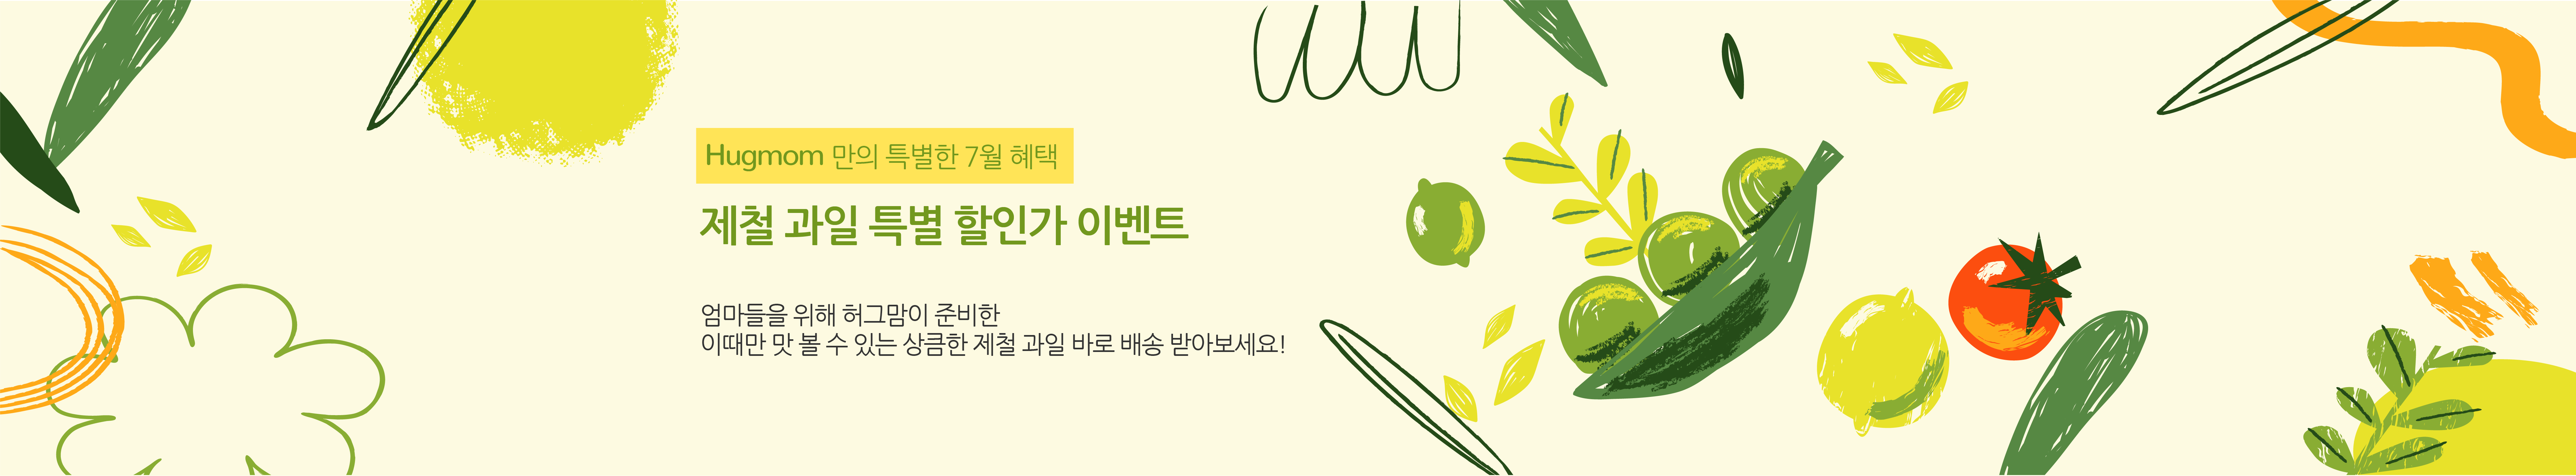 Hugmom 만의 특별한 7월 혜택
제철 과일 특별 할인가 이벤트
엄마들을 위해 허그맘이 준비한
이때만 맛 볼 수 있는 상큼한 제철 과일 바로 배송 받아보세요!